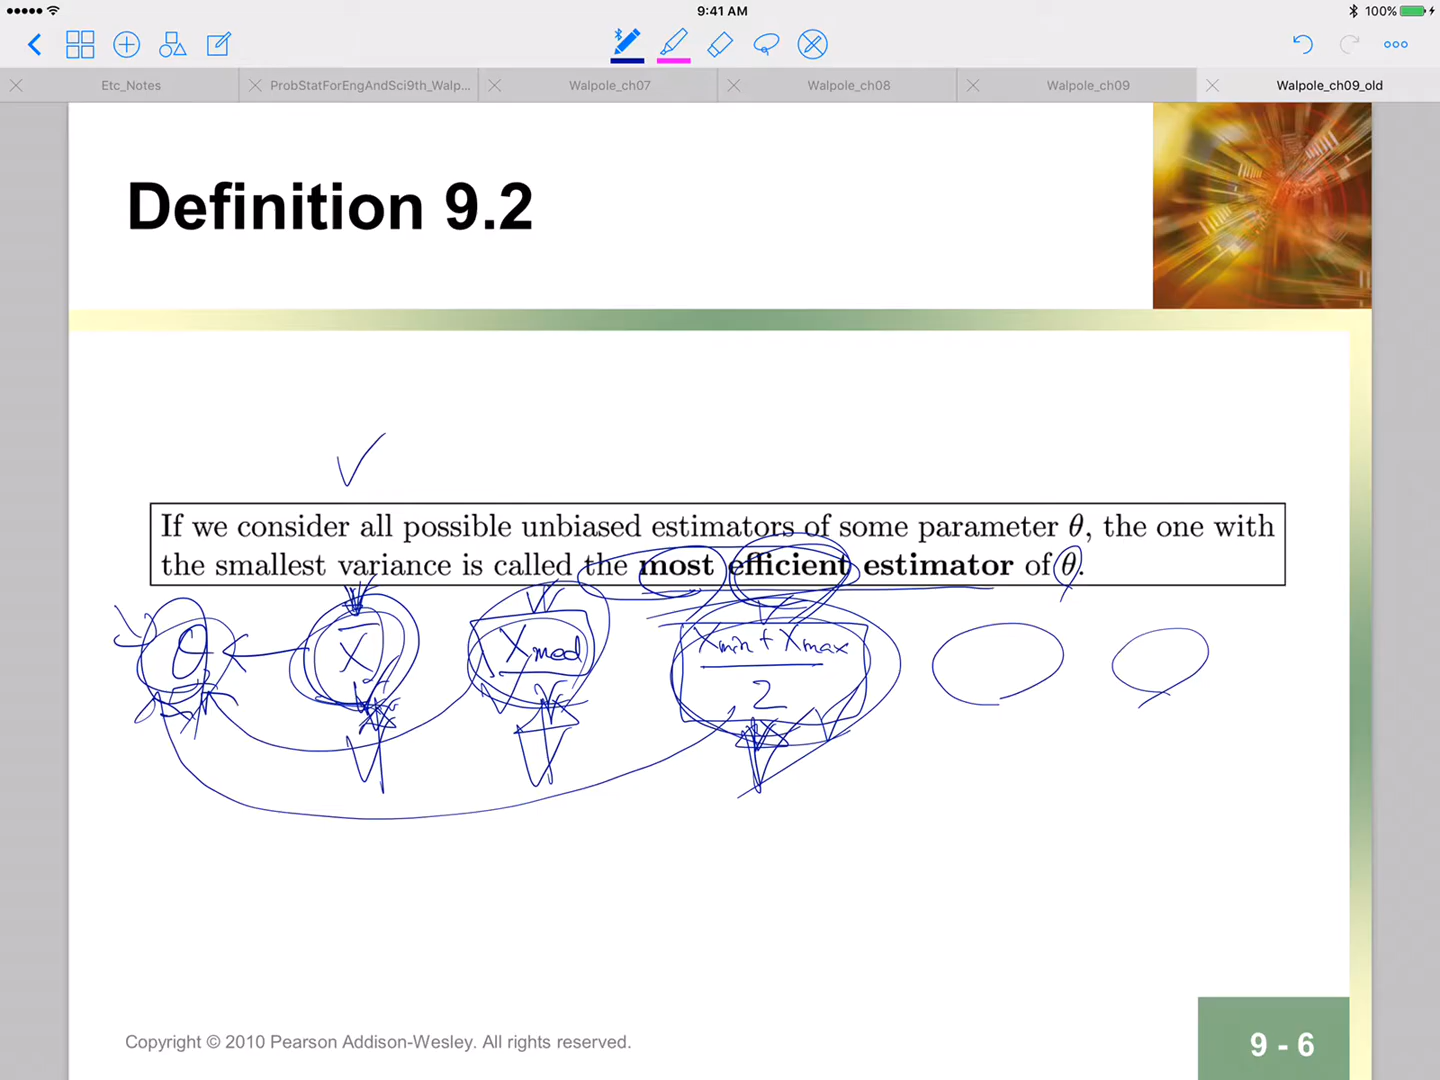 9:41 AM
100%
Etc_Notes
ProbStatForEngAndSci9th_Walp...
Walpole_ch07
Walpole_ch08
Walpole_ch09
Walpole_ch09_old
Definition 9.2
If we consider all possible unbiased estimators of some parameter θ, the one with
the smallest variance is called the most efficient estimator of θ.
θ
X̄
Xmed
Xmin + Xmax
2
Copyright © 2010 Pearson Addison-Wesley. All rights reserved.
9 - 6